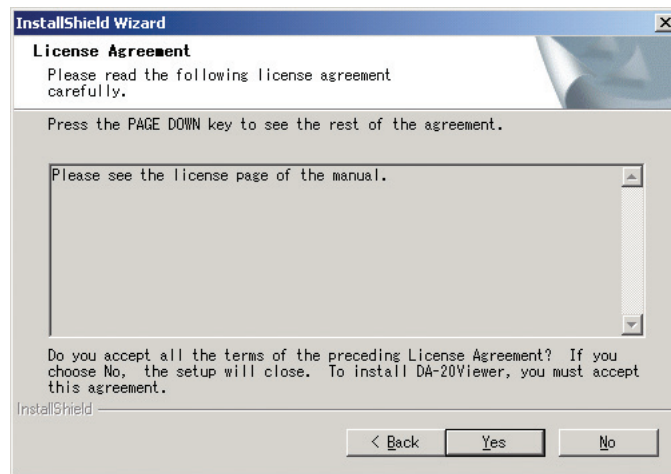 InstallShield Wizard
License Agreement
Please read the following license agreement
carefully.
Press the PAGE DOWN key to see the rest of the agreement.
Please see the license page of the manual.
Do you accept all the terms of the preceding License Agreement? If you
choose No, the setup will close. To install DA-20Viewer, you must accept
this agreement.
InstallShield
< Back Yes No